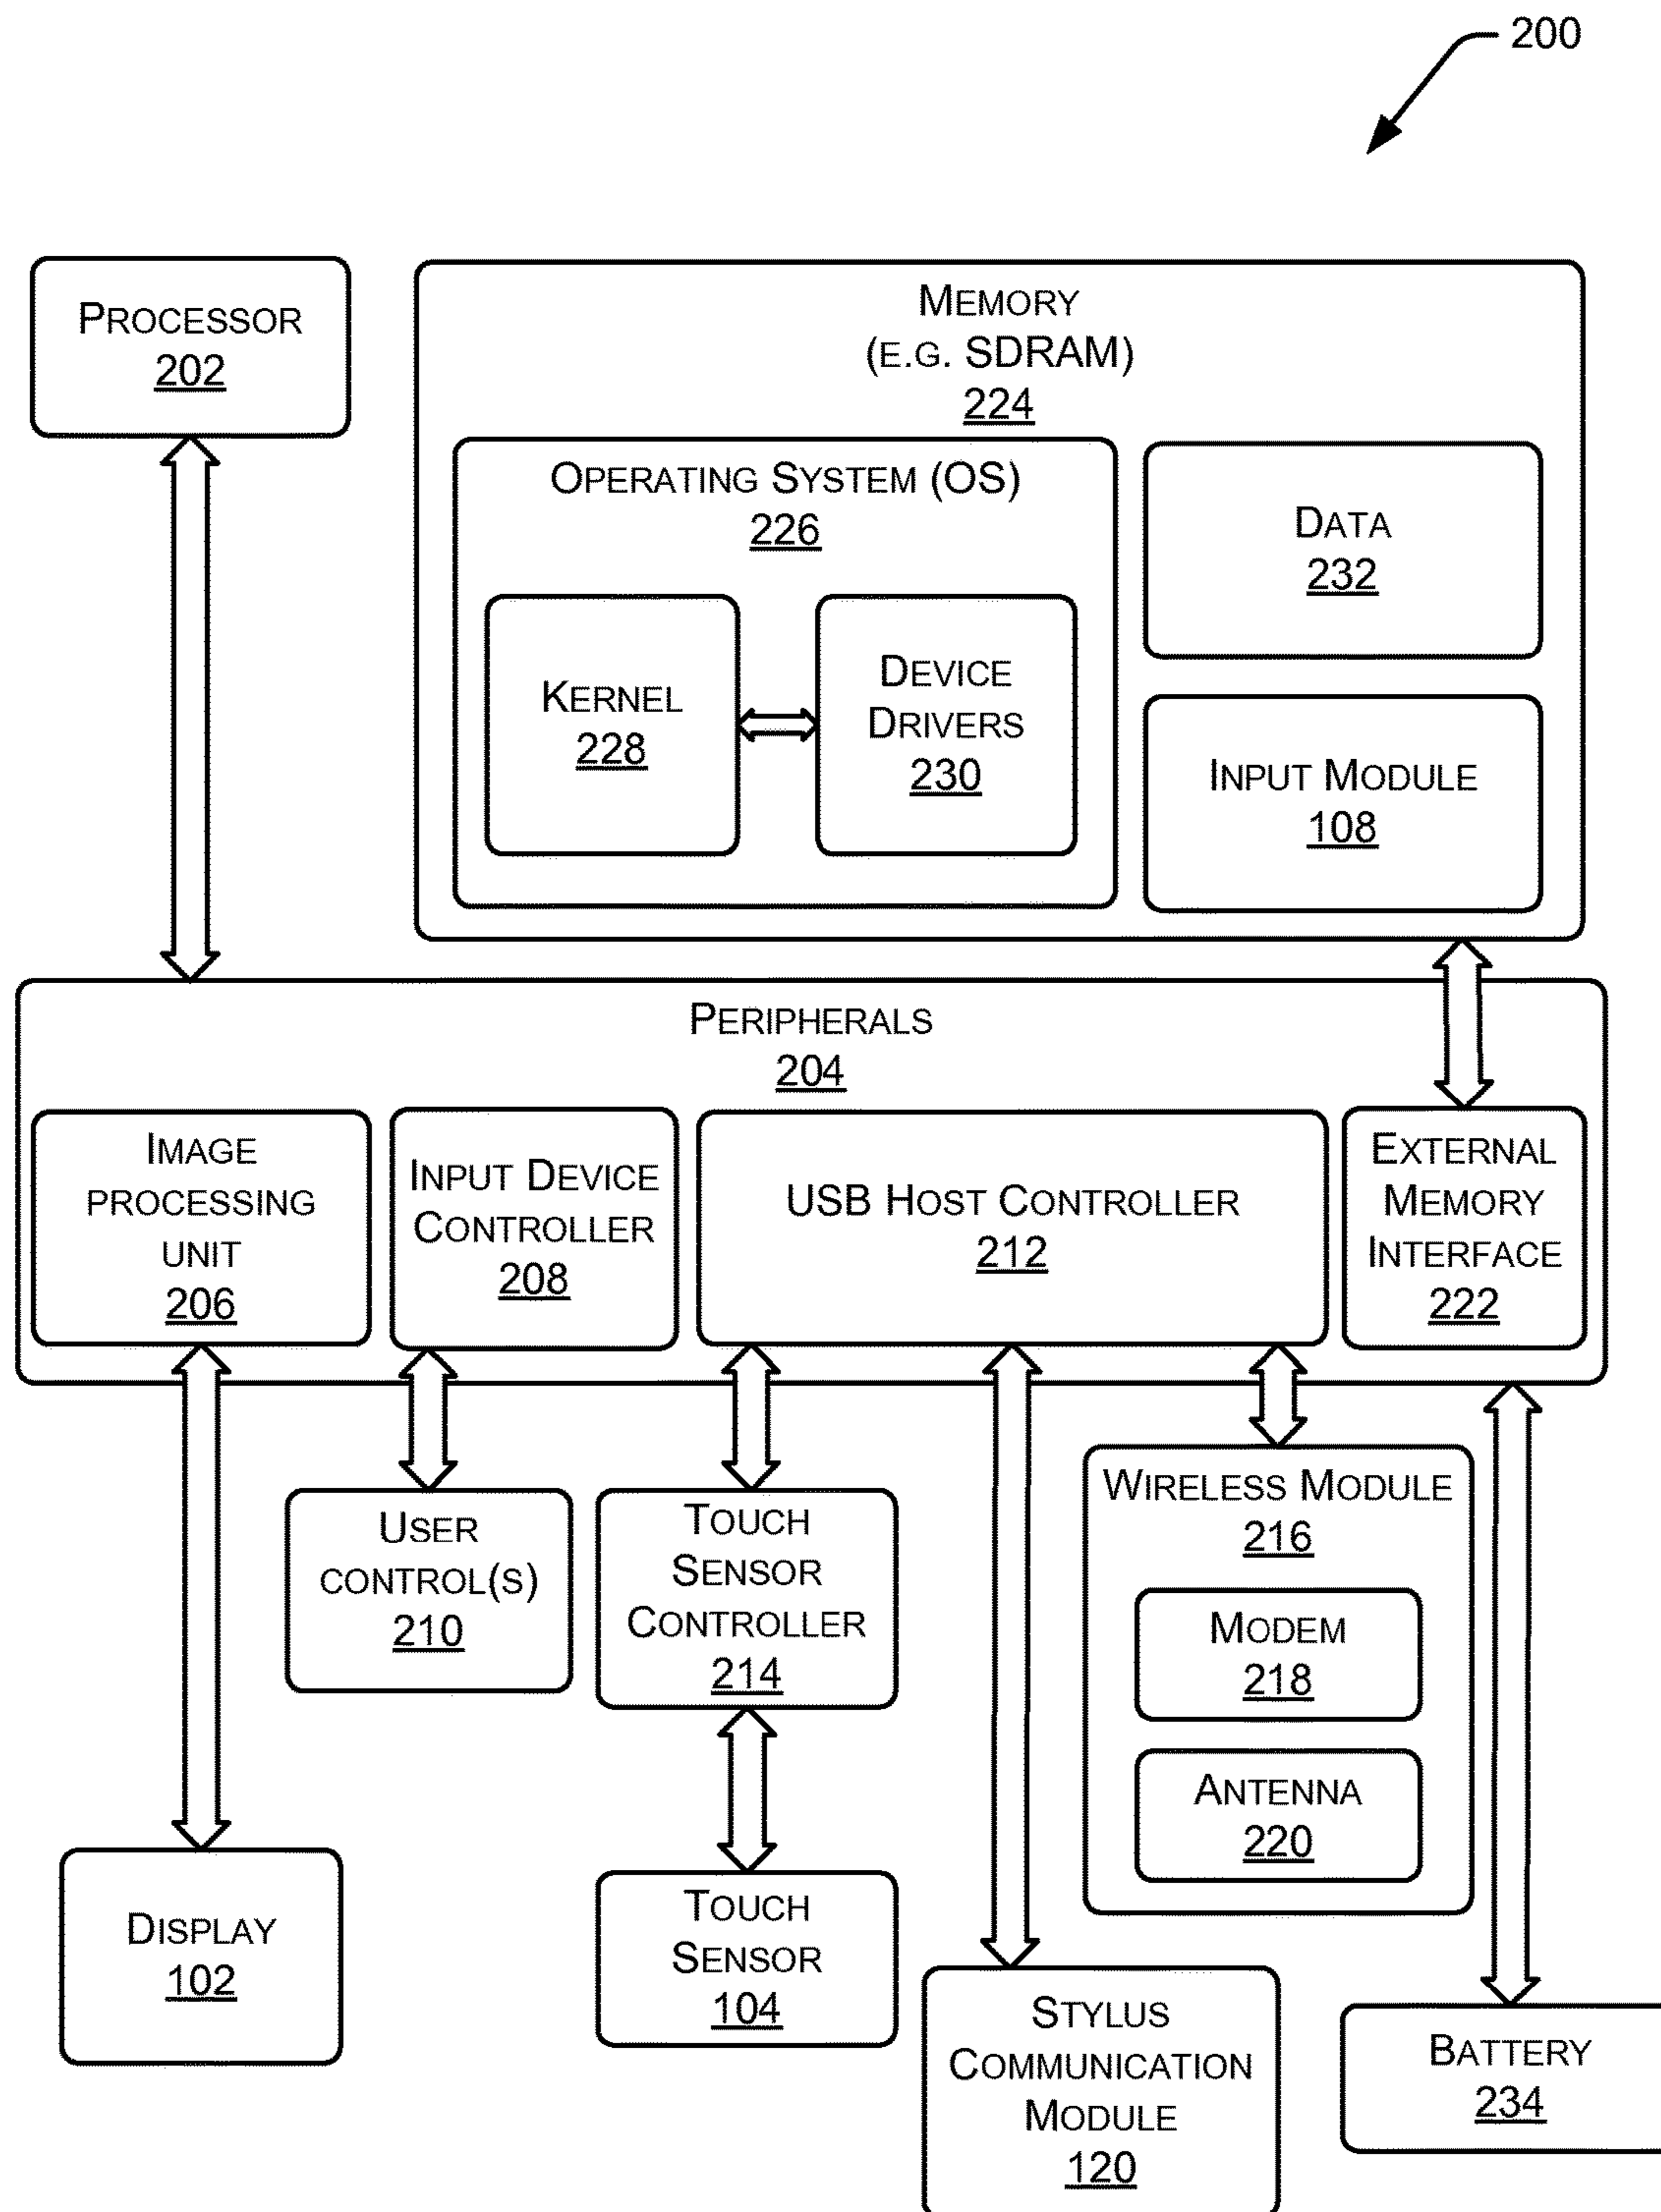 200
PROCESSOR
202
MEMORY
(E.G. SDRAM)
224
OPERATING SYSTEM (OS)
226
KERNEL
228
DEVICE
DRIVERS
230
DATA
232
INPUT MODULE
108
PERIPHERALS
204
IMAGE
PROCESSING
UNIT
206
INPUT DEVICE
CONTROLLER
208
USB HOST CONTROLLER
212
EXTERNAL
MEMORY
INTERFACE
222
USER
CONTROL(S)
210
TOUCH
SENSOR
CONTROLLER
214
WIRELESS MODULE
216
MODEM
218
ANTENNA
220
DISPLAY
102
TOUCH
SENSOR
104
STYLUS
COMMUNICATION
MODULE
120
BATTERY
234